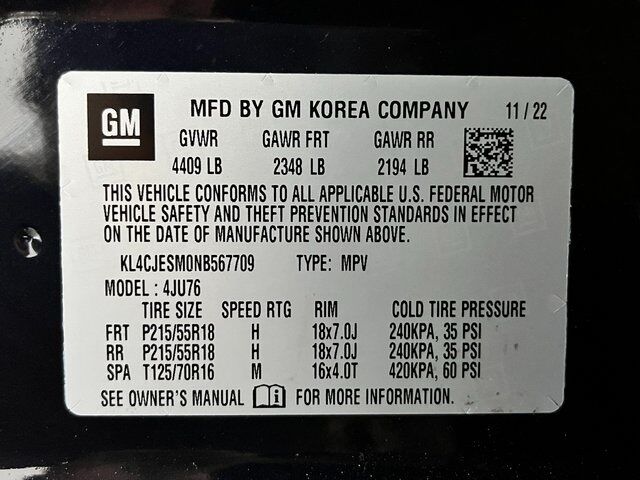 GM MFD BY GM KOREA COMPANY 11 / 22
GVWR GAWR FRT GAWR RR
4409 LB 2348 LB 2194 LB
THIS VEHICLE CONFORMS TO ALL APPLICABLE U.S. FEDERAL MOTOR
VEHICLE SAFETY AND THEFT PREVENTION STANDARDS IN EFFECT
ON THE DATE OF MANUFACTURE SHOWN ABOVE.
KL4CJESM0NB567709 TYPE: MPV
MODEL : 4JU76
TIRE SIZE SPEED RTG RIM COLD TIRE PRESSURE
FRT P215/55R18 H 18x7.0J 240KPA, 35 PSI
RR P215/55R18 H 18x7.0J 240KPA, 35 PSI
SPA T125/70R16 M 16x4.0T 420KPA, 60 PSI
SEE OWNER'S MANUAL FOR MORE INFORMATION.